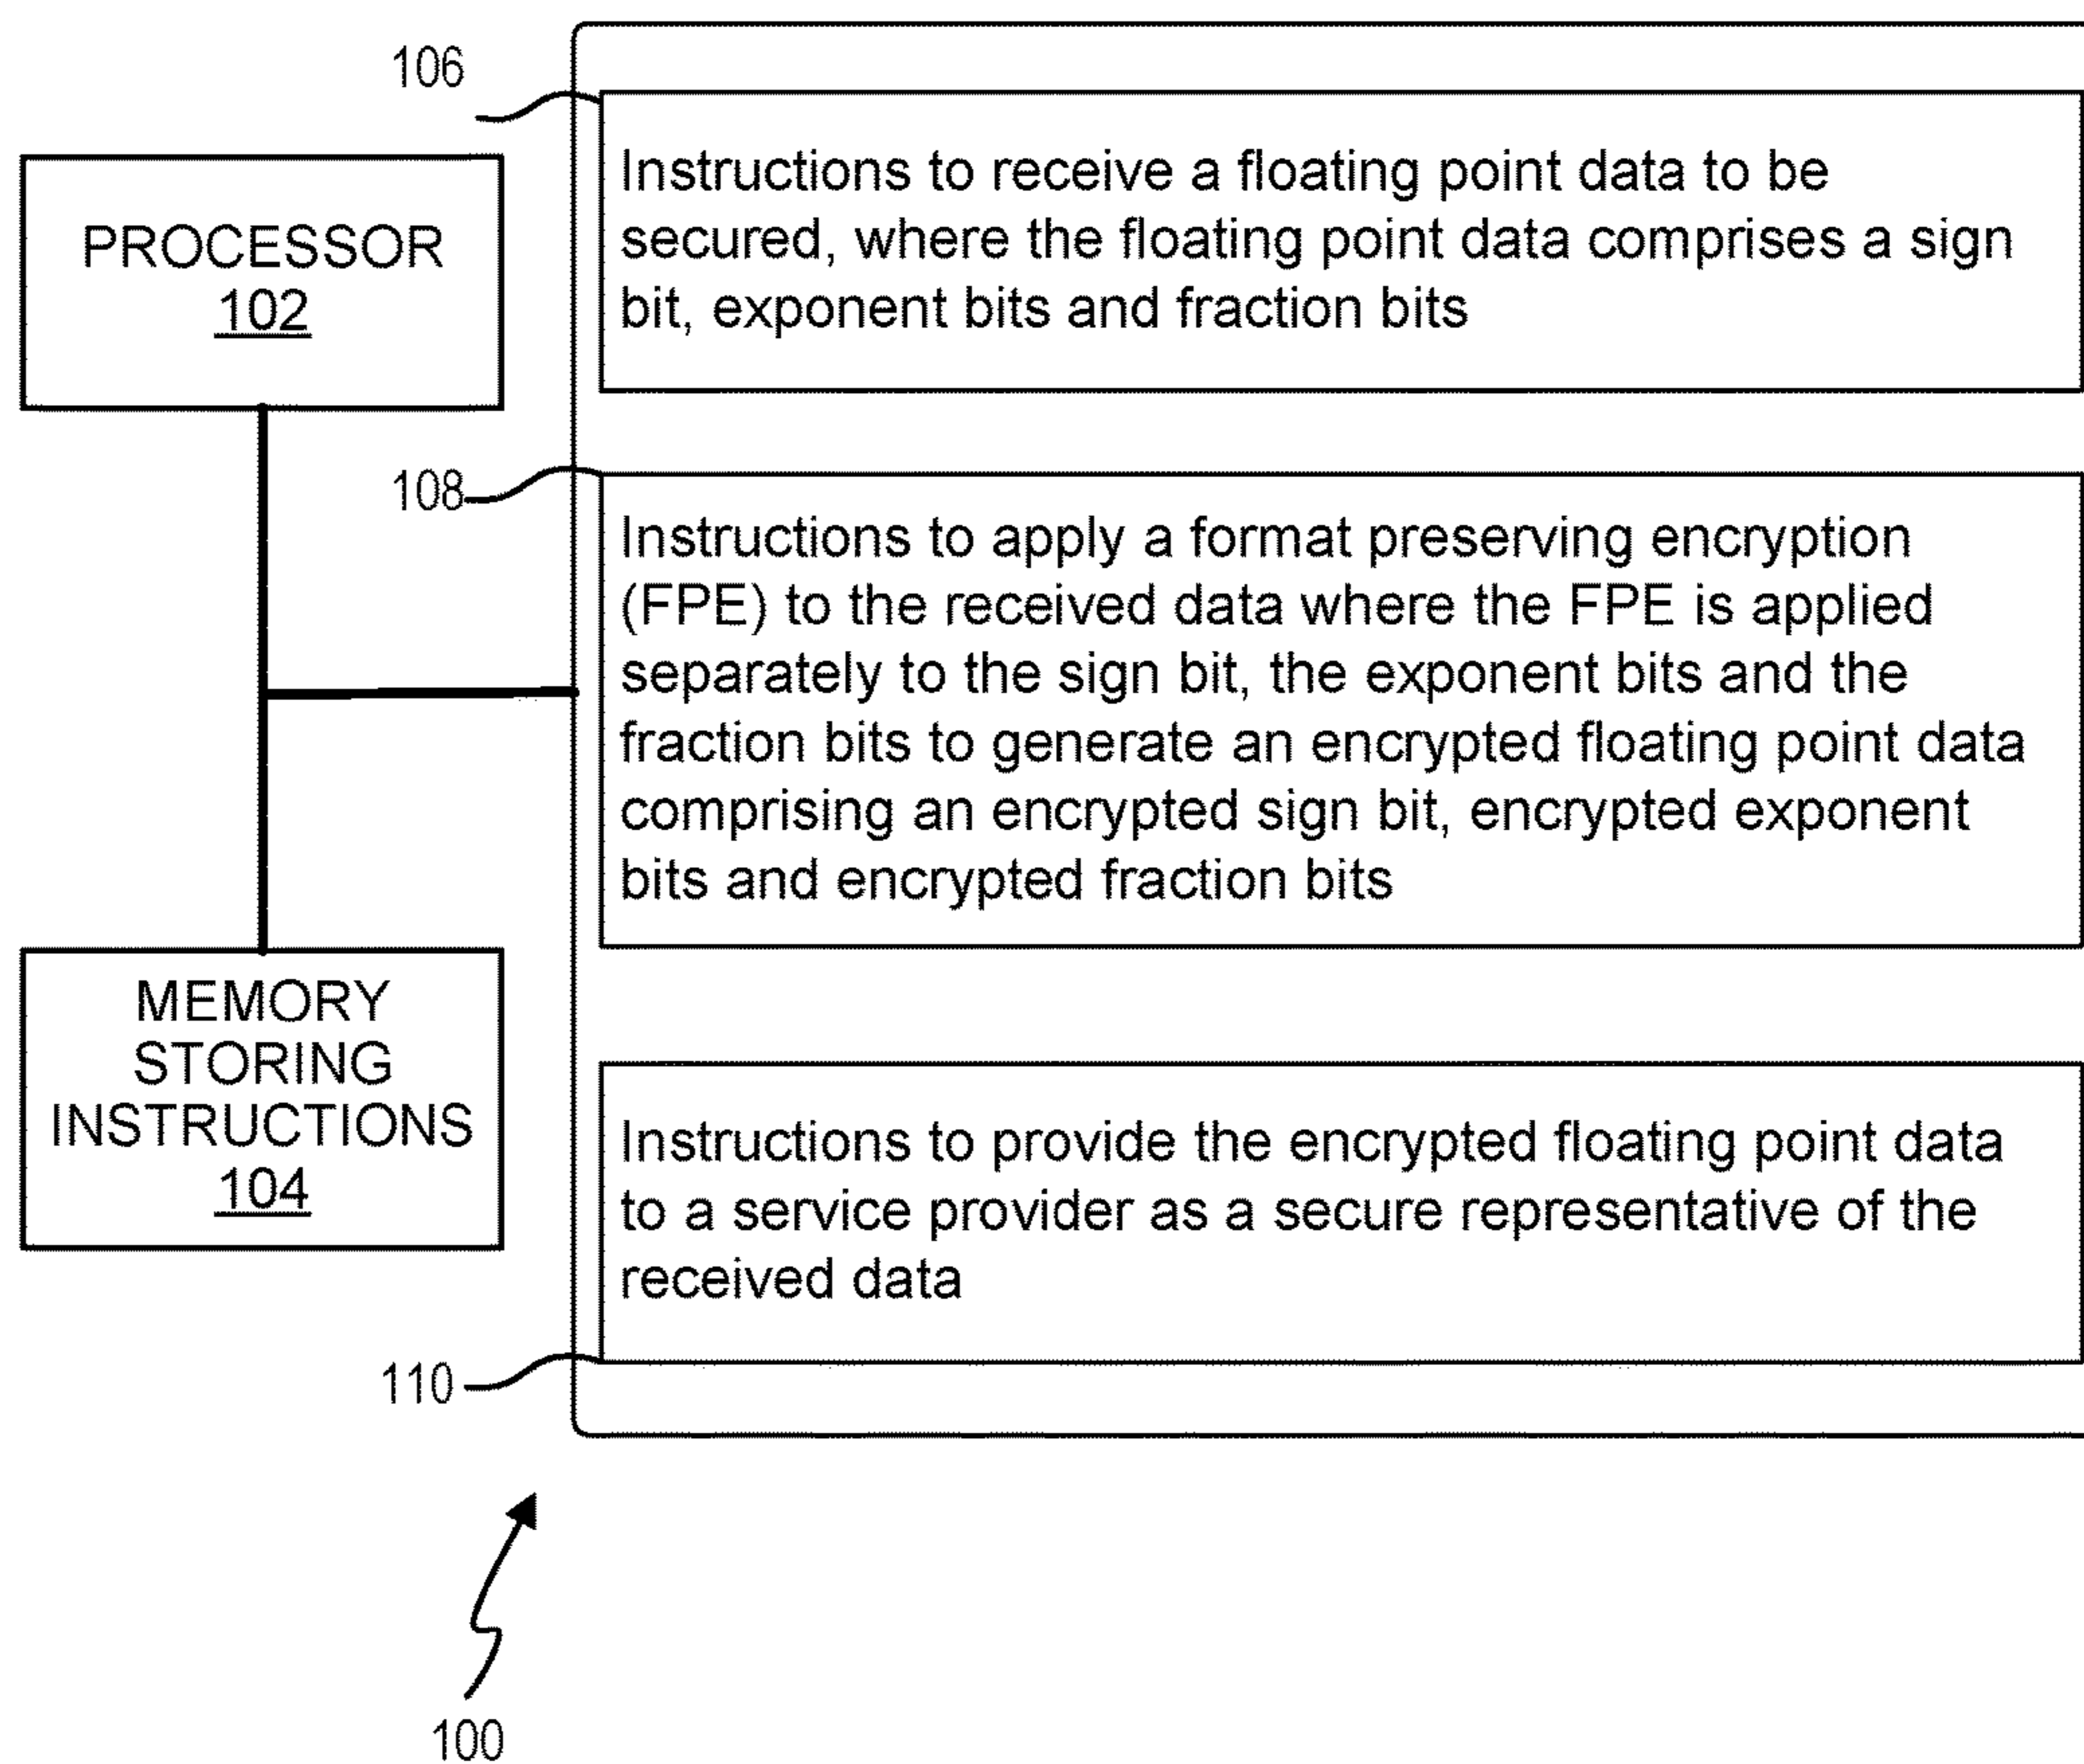 106
PROCESSOR
102
Instructions to receive a floating point data to be
secured, where the floating point data comprises a sign
bit, exponent bits and fraction bits
108
Instructions to apply a format preserving encryption
(FPE) to the received data where the FPE is applied
separately to the sign bit, the exponent bits and the
fraction bits to generate an encrypted floating point data
comprising an encrypted sign bit, encrypted exponent
bits and encrypted fraction bits
MEMORY
STORING
INSTRUCTIONS
104
Instructions to provide the encrypted floating point data
to a service provider as a secure representative of the
received data
110
100